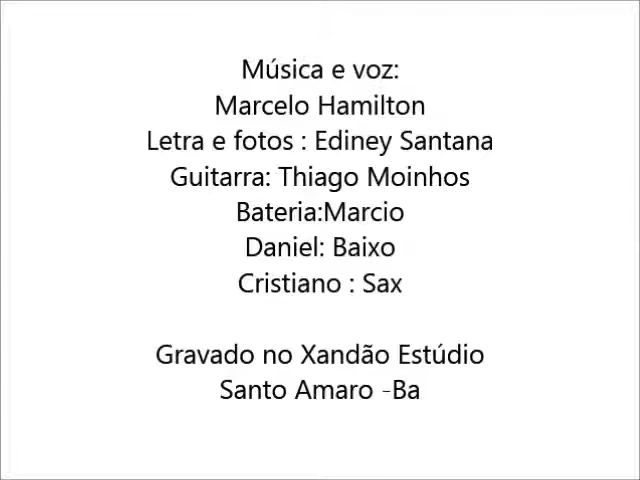 Música e voz:
Marcelo Hamilton
Letra e fotos : Ediney Santana
Guitarra: Thiago Moinhos
Bateria:Marcio
Daniel: Baixo
Cristiano : Sax
Gravado no Xandão Estúdio
Santo Amaro -Ba